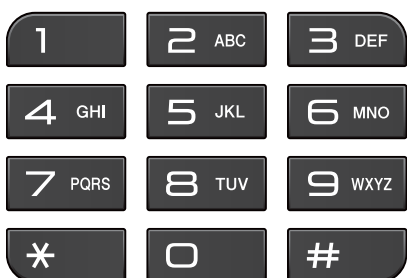 1 2 ABC 3 DEF
4 GHI 5 JKL 6 MNO
7 PQRS 8 TUV 9 WXYZ
* 0 #